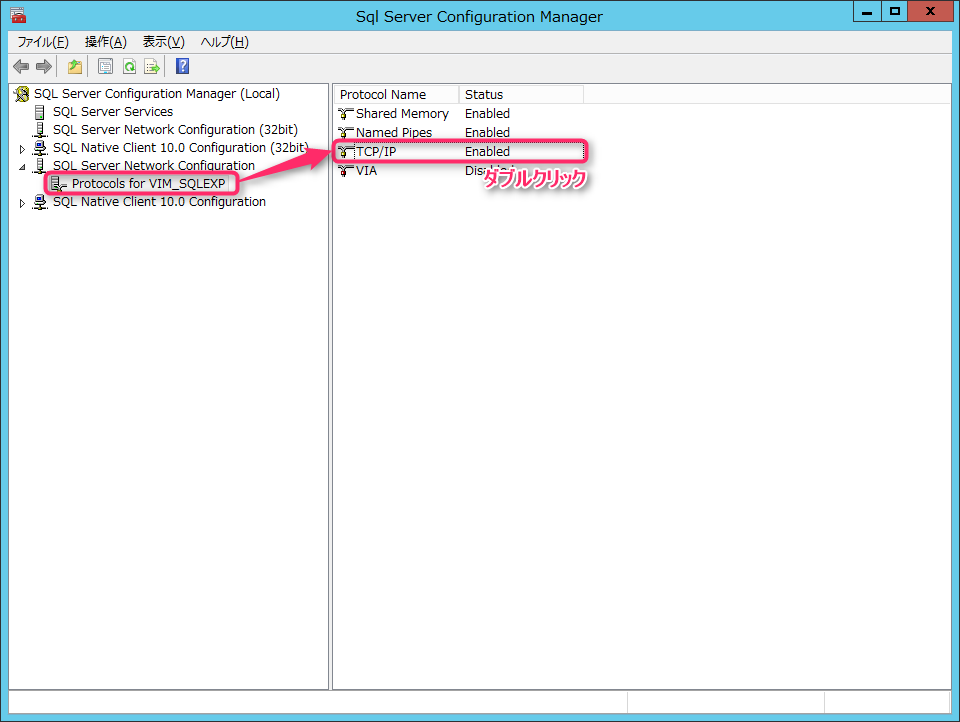 Sql Server Configuration Manager
ファイル(F) 操作(A) 表示(V) ヘルプ(H)
SQL Server Configuration Manager (Local)
SQL Server Services
SQL Server Network Configuration (32bit)
SQL Native Client 10.0 Configuration (32bit)
SQL Server Network Configuration
Protocols for VIM_SQLEXP
SQL Native Client 10.0 Configuration
Protocol Name Status
Shared Memory Enabled
Named Pipes Enabled
TCP/IP Enabled
VIA
ダブルクリック